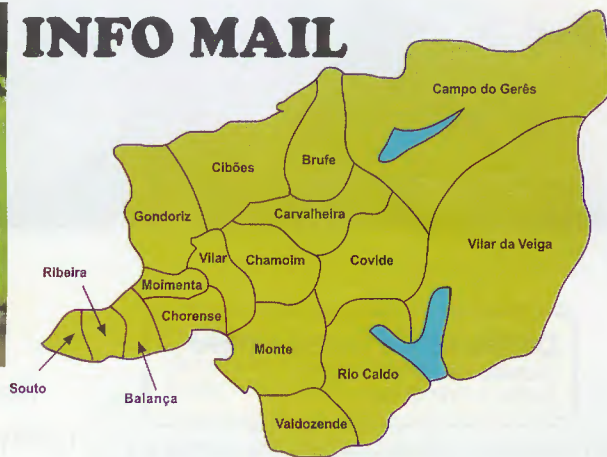 INFO MAIL
Campo do Gerês
Brufe
Cibões
Carvalheira
Gondoriz
Vilar da Veiga
Vilar
Chamoim
Covide
Ribeira
Moimenta
Chorense
Monte
Rio Caldo
Souto
Balança
Valdozende